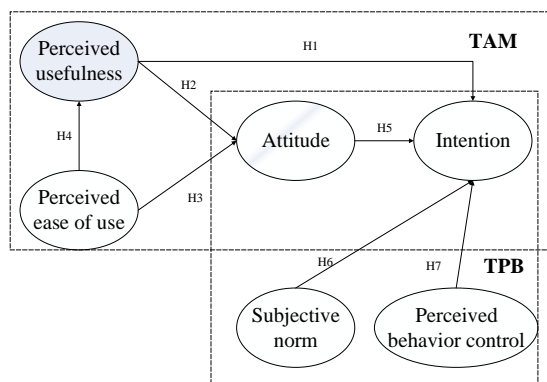 Perceived
usefulness
H1
TAM
H2
H4
Attitude
H5
Intention
Perceived
ease of use
H3
H6
H7
TPB
Subjective
norm
Perceived
behavior control